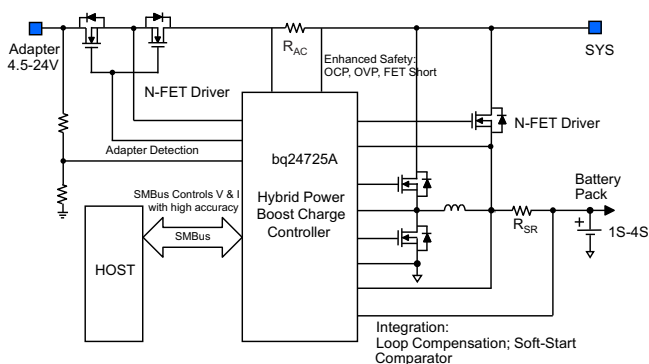 Adapter
4.5-24V
R_AC
SYS
Enhanced Safety:
OCP, OVP, FET Short
N-FET Driver
N-FET Driver
Adapter Detection
bq24725A
Hybrid Power
Boost Charge
Controller
SMBus Controls V & I
with high accuracy
SMBus
HOST
Battery
Pack
R_SR
+
1S-4S
Integration:
Loop Compensation; Soft-Start
Comparator